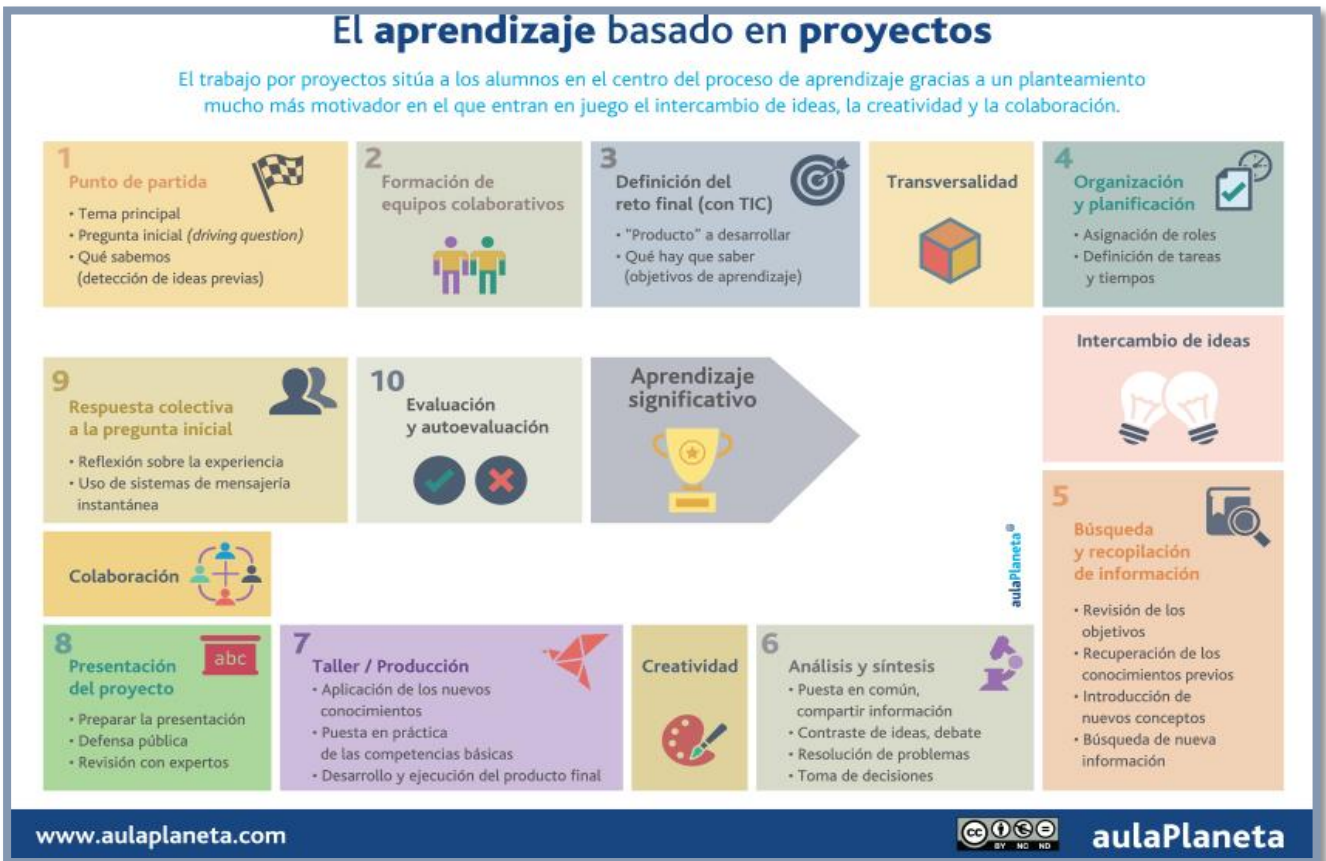 El aprendizaje basado en proyectos
El trabajo por proyectos sitúa a los alumnos en el centro del proceso de aprendizaje gracias a un planteamiento
mucho más motivador en el que entran en juego el intercambio de ideas, la creatividad y la colaboración.
1
Punto de partida
• Tema principal
• Pregunta inicial (driving question)
• Qué sabemos
(detección de ideas previas)
2
Formación de
equipos colaborativos
3
Definición del
reto final (con TIC)
• "Producto" a desarrollar
• Qué hay que saber
(objetivos de aprendizaje)
Transversalidad
4
Organización
y planificación
• Asignación de roles
• Definición de tareas
y tiempos
Intercambio de ideas
5
Búsqueda
y recopilación
de información
• Revisión de los
objetivos
• Recuperación de los
conocimientos previos
• Introducción de
nuevos conceptos
• Búsqueda de nueva
información
6
Análisis y síntesis
• Puesta en común,
compartir información
• Contraste de ideas, debate
• Resolución de problemas
• Toma de decisiones
Creatividad
7
Taller / Producción
• Aplicación de los nuevos
conocimientos
• Puesta en práctica
de las competencias básicas
• Desarrollo y ejecución del producto final
8
Presentación
del proyecto
abc
• Preparar la presentación
• Defensa pública
• Revisión con expertos
Colaboración
9
Respuesta colectiva
a la pregunta inicial
• Reflexión sobre la experiencia
• Uso de sistemas de mensajería
instantánea
10
Evaluación
y autoevaluación
Aprendizaje
significativo
aulaPlaneta
www.aulaplaneta.com
cc BY NC ND
aulaPlaneta